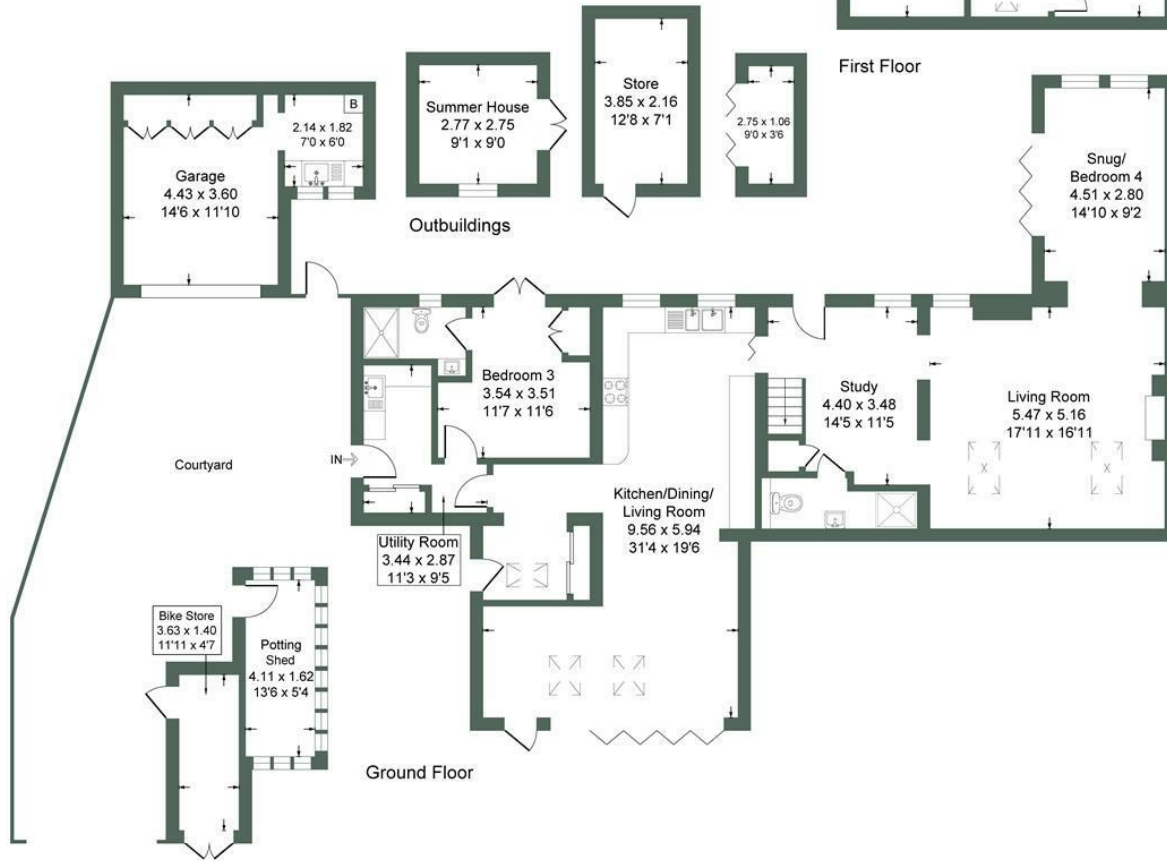 First Floor
Summer House
2.77 x 2.75
9'1 x 9'0
Store
3.85 x 2.16
12'8 x 7'1
2.75 x 1.06
9'0 x 3'6
B
2.14 x 1.82
7'0 x 6'0
Garage
4.43 x 3.60
14'6 x 11'10
Snug/
Bedroom 4
4.51 x 2.80
14'10 x 9'2
Outbuildings
Bedroom 3
3.54 x 3.51
11'7 x 11'6
Study
4.40 x 3.48
14'5 x 11'5
Living Room
5.47 x 5.16
17'11 x 16'11
Courtyard
IN
Kitchen/Dining/
Living Room
9.56 x 5.94
31'4 x 19'6
Utility Room
3.44 x 2.87
11'3 x 9'5
Bike Store
3.63 x 1.40
11'11 x 4'7
Potting
Shed
4.11 x 1.62
13'6 x 5'4
Ground Floor